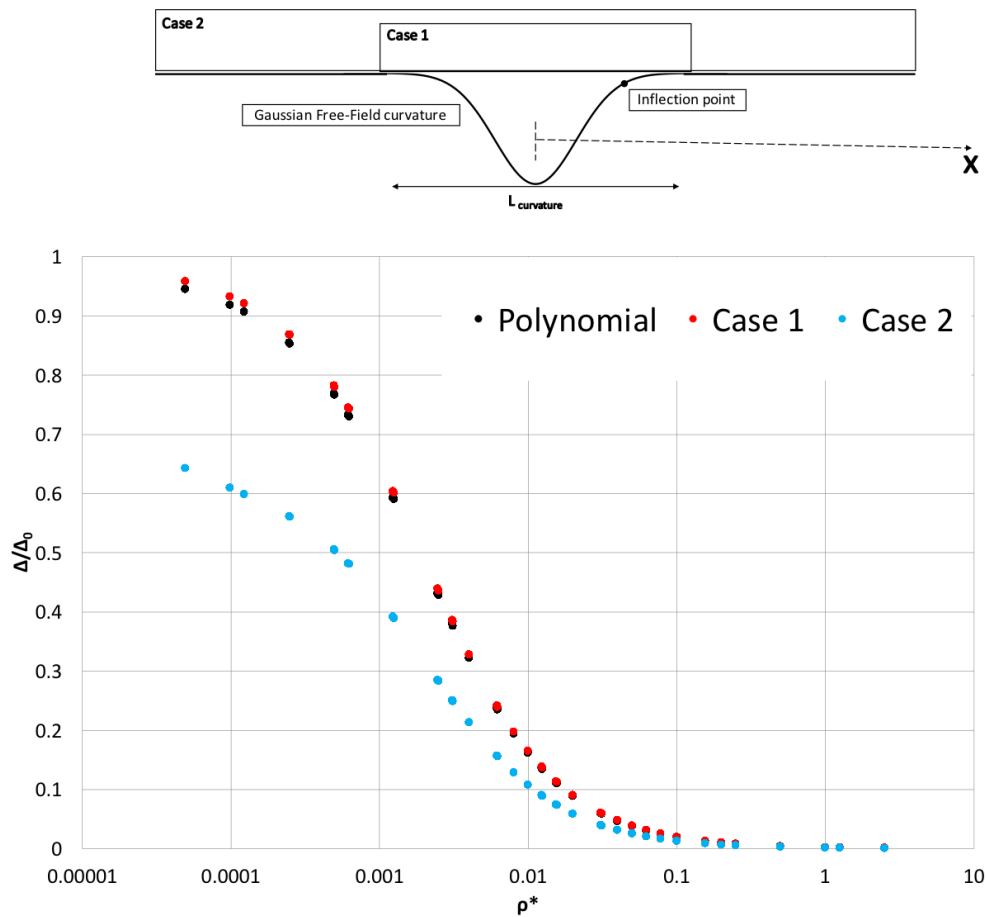 Case 2
Case 1
Gaussian Free-Field curvature
Inflection point
X
L curvature
1
0.9
0.8
0.7
0.6
0.5
0.4
0.3
0.2
0.1
0
Δ/Δ0
Polynomial Case 1 Case 2
0.00001 0.0001 0.001 0.01 0.1 1 10
ρ*